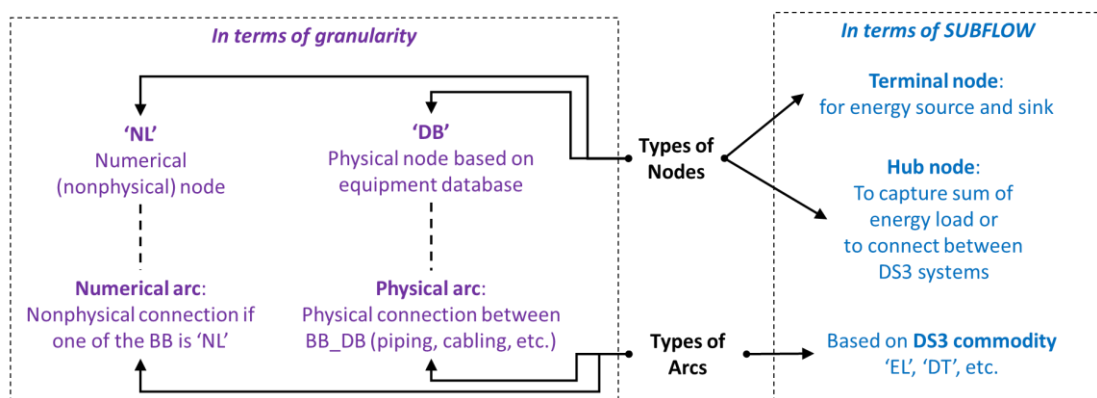 In terms of granularity
‘NL’
Numerical
(nonphysical) node
‘DB’
Physical node based on
equipment database
Numerical arc:
Nonphysical connection if
one of the BB is ‘NL’
Physical arc:
Physical connection between
BB_DB (piping, cabling, etc.)
Types of
Nodes
Types of
Arcs
In terms of SUBFLOW
Terminal node:
for energy source and sink
Hub node:
To capture sum of
energy load or
to connect between
DS3 systems
Based on DS3 commodity
‘EL’, ‘DT’, etc.